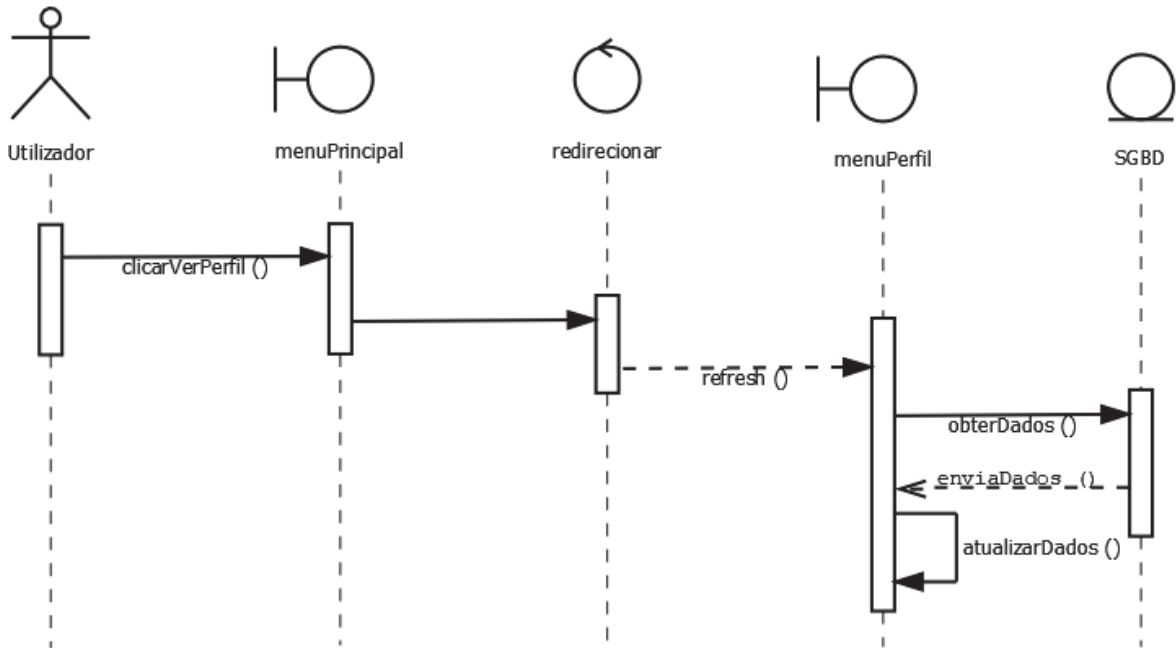 Utilizador
menuPrincipal
redirecionar
menuPerfil
SGBD
clicarVerPerfil ()
refresh ()
obterDados ()
enviaDados ()
atualizarDados ()